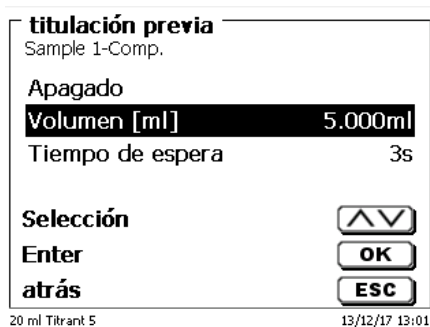 titulación previa
Sample 1-Comp.
Apagado
Volumen [ml] 5.000ml
Tiempo de espera 3s
Selección
Enter OK
atrás ESC
20 ml Titrant 5 13/12/17 13:01